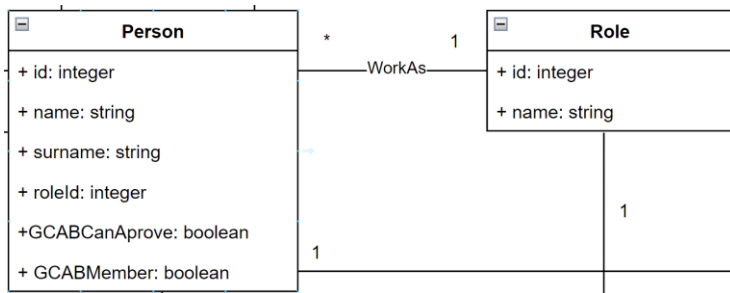 Person
+ id: integer
+ name: string
+ surname: string
+ roleId: integer
+GCABCanAprove: boolean
+ GCABMember: boolean
*
1
WorkAs
Role
+ id: integer
+ name: string
1
1